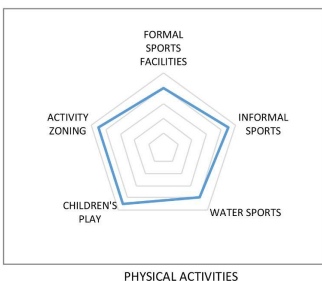 FORMAL
SPORTS
FACILITIES
ACTIVITY
ZONING
INFORMAL
SPORTS
CHILDREN'S
PLAY
WATER SPORTS
PHYSICAL ACTIVITIES